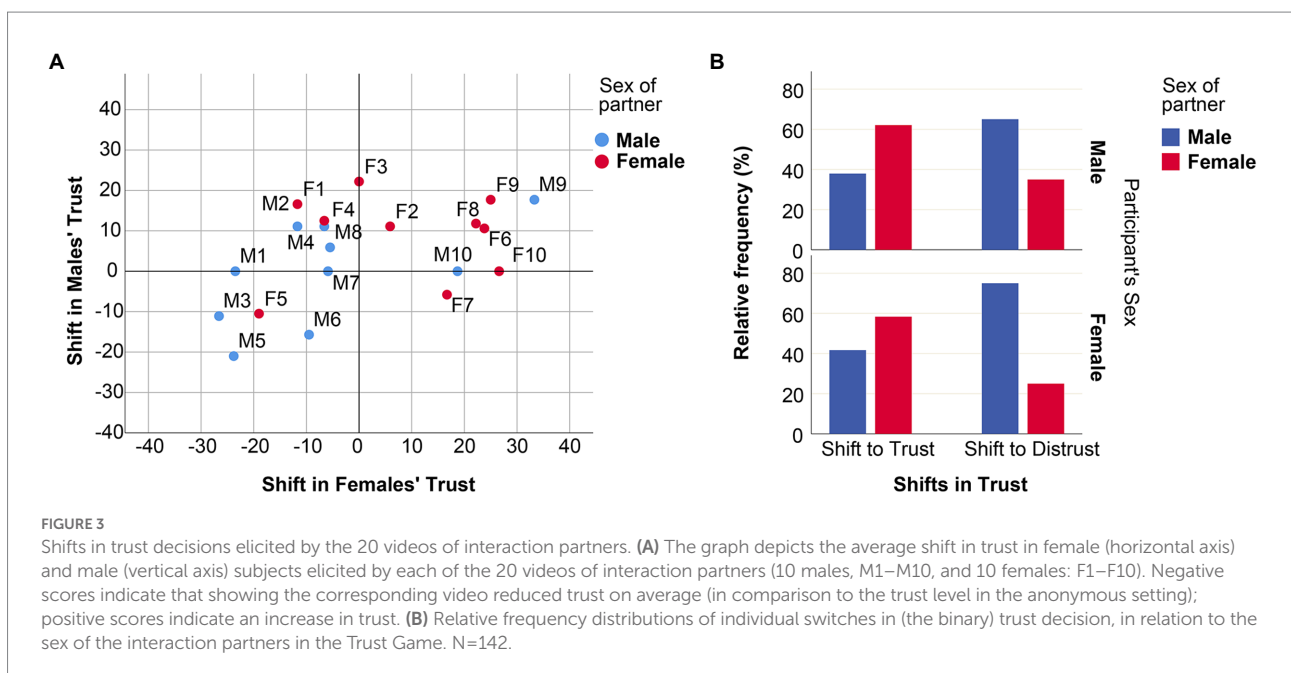 A
Sex of
partner
Male
Female
40
30
20
10
0
-10
-20
-30
-40
-40
-30
-20
-10
0
10
20
30
40
F3
F1
M2
F4
F9
M9
F2
F8
M4
M8
F6
M1
M7
M10
F10
M3
F5
F7
M6
M5
Shift in Males' Trust
Shift in Females' Trust
B
Sex of
partner
Male
Female
80
60
40
20
0
80
60
40
20
0
Relative frequency (%)
Male
Female
Participant's Sex
Shift to Trust
Shift to Distrust
Shifts in Trust
FIGURE 3
Shifts in trust decisions elicited by the 20 videos of interaction partners. (A) The graph depicts the average shift in trust in female (horizontal axis)
and male (vertical axis) subjects elicited by each of the 20 videos of interaction partners (10 males, M1–M10, and 10 females: F1–F10). Negative
scores indicate that showing the corresponding video reduced trust on average (in comparison to the trust level in the anonymous setting);
positive scores indicate an increase in trust. (B) Relative frequency distributions of individual switches in (the binary) trust decision, in relation to the
sex of the interaction partners in the Trust Game. N=142.